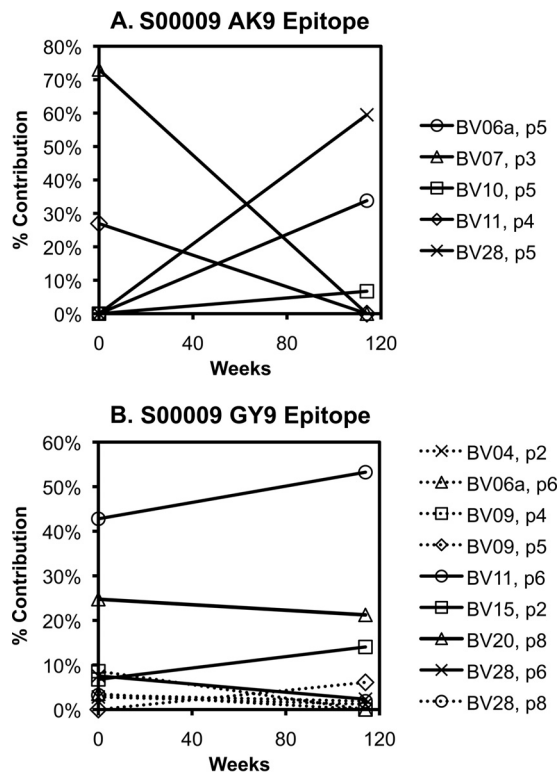 A. S00009 AK9 Epitope
80%
70%
60%
50%
40%
30%
20%
10%
0%
% Contribution
0 40 80 120
Weeks
BV06a, p5
BV07, p3
BV10, p5
BV11, p4
BV28, p5
B. S00009 GY9 Epitope
60%
50%
40%
30%
20%
10%
0%
% Contribution
0 40 80 120
Weeks
BV04, p2
BV06a, p6
BV09, p4
BV09, p5
BV11, p6
BV15, p2
BV20, p8
BV28, p6
BV28, p8